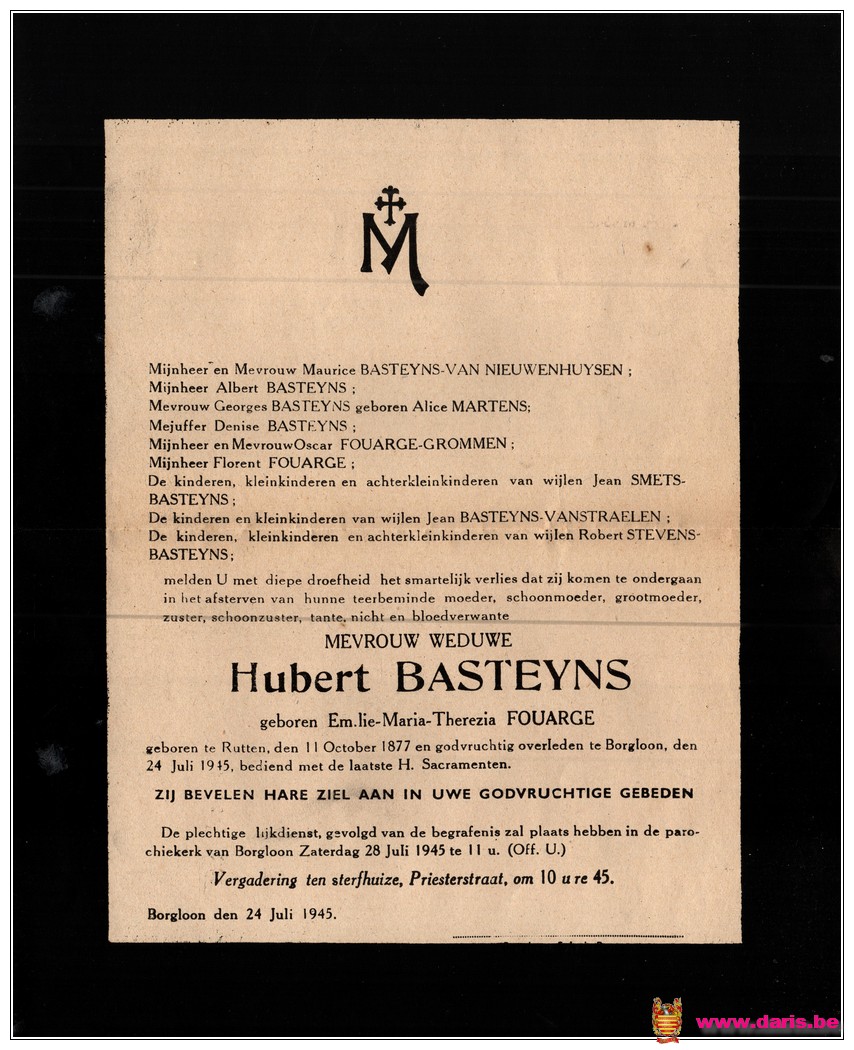 M
Mijnheer en Mevrouw Maurice BASTEYNS-VAN NIEUWENHUYSEN ;
Mijnheer Albert BASTEYNS ;
Mevrouw Georges BASTEYNS geboren Alice MARTENS;
Mejuffer Denise BASTEYNS ;
Mijnheer en MevrouwOscar FOUARGE-GROMMEN ;
Mijnheer Florent FOUARGE ;
De kinderen, kleinkinderen en achterkleinkinderen van wijlen Jean SMETS-
BASTEYNS ;
De kinderen en kleinkinderen van wijlen Jean BASTEYNS-VANSTRAELEN ;
De kinderen, kleinkinderen en achterkleinkinderen van wijlen Robert STEVENS-
BASTEYNS;
melden U met diepe droefheid het smartelijk verlies dat zij komen te ondergaan
in het afsterven van hunne teerbeminde moeder, schoonmoeder, grootmoeder,
zuster, schoonzuster, tante, nicht en bloedverwante
MEVROUW WEDUWE
Hubert BASTEYNS
geboren Em.lie-Maria-Therezia FOUARGE
geboren te Rutten, den 11 October 1877 en godvruchtig overleden te Borgloon, den
24 Juli 1945, bediend met de laatste H. Sacramenten.
ZIJ BEVELEN HARE ZIEL AAN IN UWE GODVRUCHTIGE GEBEDEN
De plechtige lijkdienst, gevolgd van de begrafenis zal plaats hebben in de paro-
chiekerk van Borgloon Zaterdag 28 Juli 1945 te 11 u. (Off. U.)
Vergadering ten sterfhuize, Priesterstraat, om 10 ure 45.
Borgloon den 24 Juli 1945.
www.daris.be